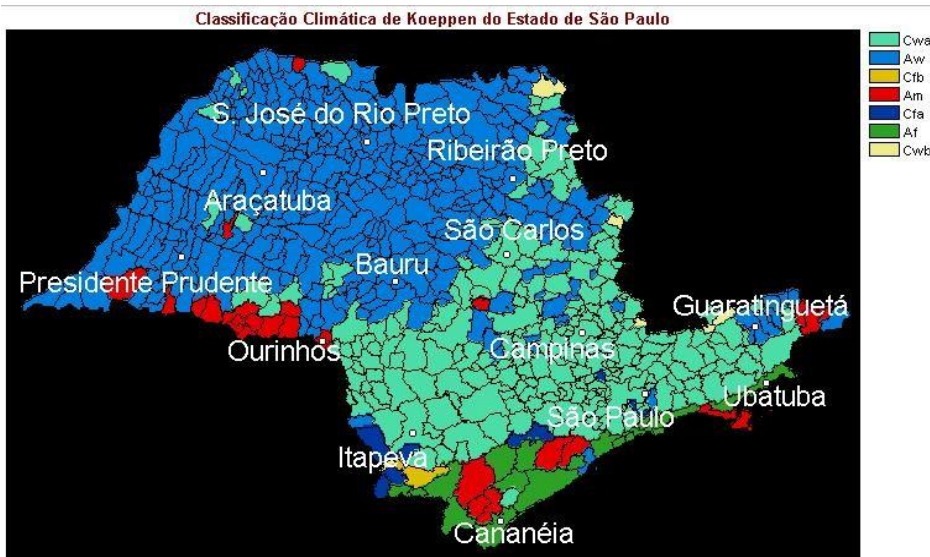 Classificação Climática de Koeppen do Estado de São Paulo
Cwa
Aw
Cfb
Am
Cfa
Af
Cwb
S. José do Rio Preto
Ribeirão Preto
Araçatuba
São Carlos
Bauru
Presidente Prudente
Guaratinguetá
Ourinhos
Campinas
Ubatuba
São Paulo
Itapeva
Cananéia